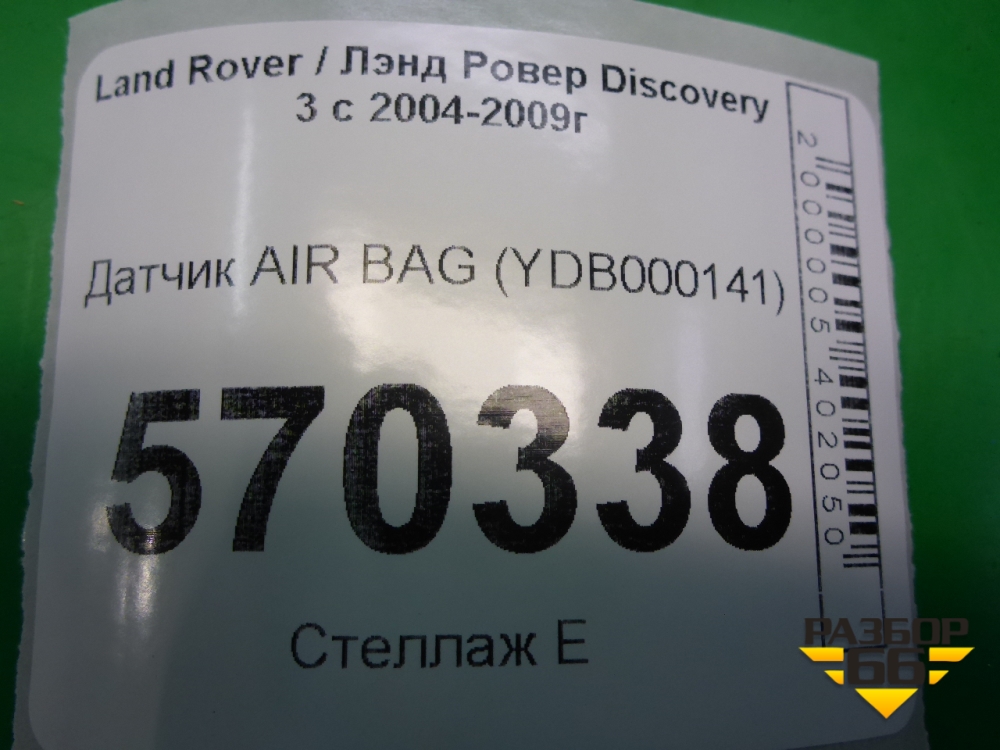 Land Rover / Лэнд Ровер Discovery
3 с 2004-2009г
Датчик AIR BAG (YDB000141)
570338
Стеллаж Е
2000005402050
РАЗБОР
66